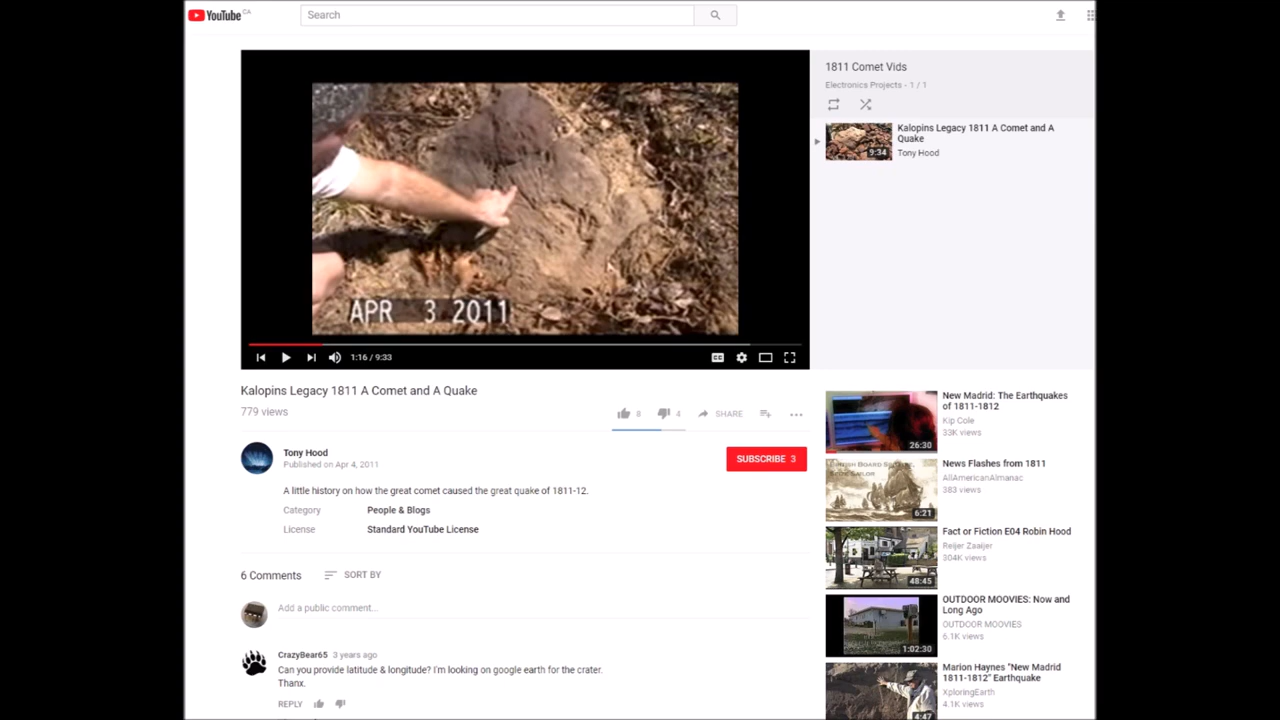 YouTube CA
Search
APR 3 2011
1:16 / 9:33
1811 Comet Vids
Electronics Projects - 1 / 1
9:34
Kalopins Legacy 1811 A Comet and A
Quake
Tony Hood
Kalopins Legacy 1811 A Comet and A Quake
779 views
8
4
SHARE
Tony Hood
Published on Apr 4, 2011
SUBSCRIBE 3
A little history on how the great comet caused the great quake of 1811-12.
Category
People & Blogs
License
Standard YouTube License
6 Comments
SORT BY
Add a public comment...
CrazyBear65 3 years ago
Can you provide latitude & longitude? I'm looking on google earth for the crater.
Thanx.
REPLY
26:30
New Madrid: The Earthquakes
of 1811-1812
Kip Cole
33K views
6:21
News Flashes from 1811
AllAmericanAlmanac
383 views
48:45
Fact or Fiction E04 Robin Hood
Reijer Zaaijer
304K views
1:02:30
OUTDOOR MOOVIES: Now and
Long Ago
OUTDOOR MOOVIES
6.1K views
4:47
Marion Haynes "New Madrid
1811-1812" Earthquake
XploringEarth
4.1K views